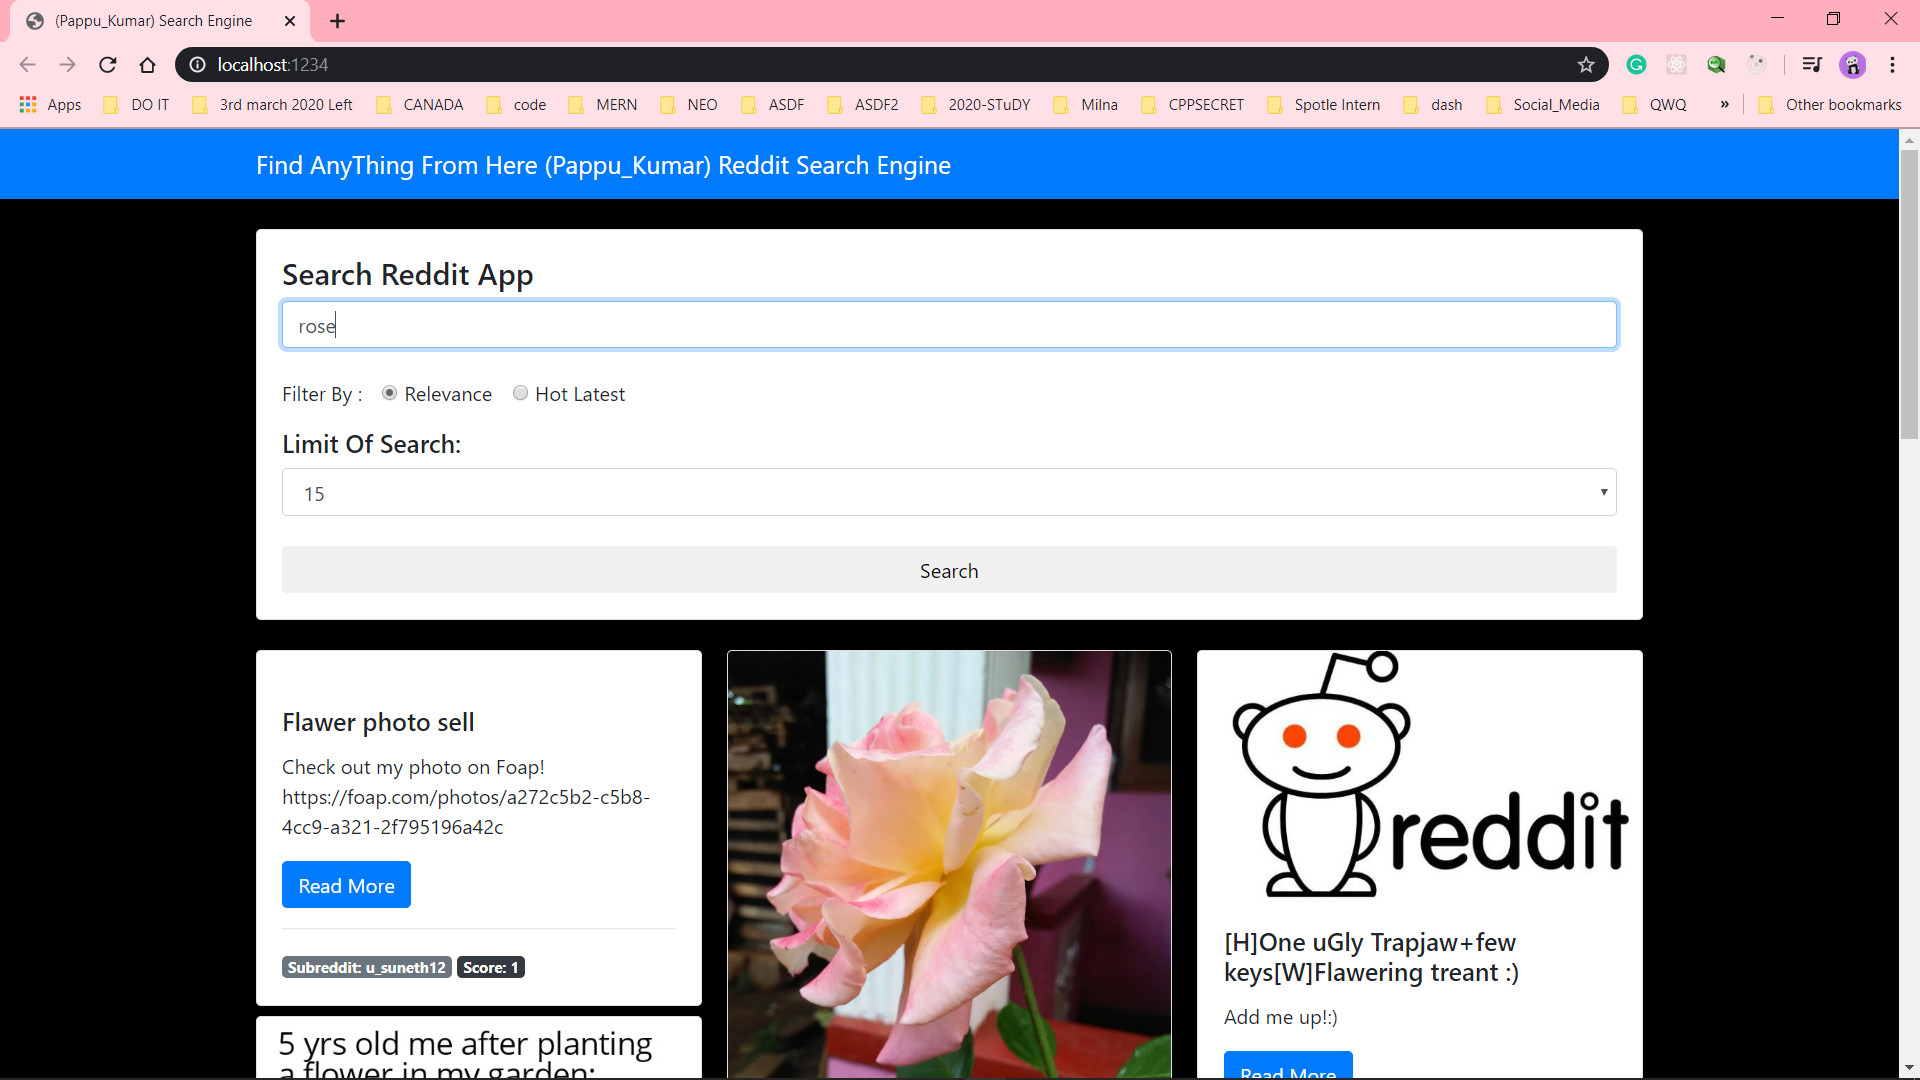 (Pappu_Kumar) Search Engine
localhost:1234
Apps DO IT 3rd march 2020 Left CANADA code MERN NEO ASDF ASDF2 2020-STuDY Milna CPPSECRET Spotle Intern dash Social_Media QWQ » Other bookmarks
Find AnyThing From Here (Pappu_Kumar) Reddit Search Engine
Search Reddit App
rose
Filter By : Relevance Hot Latest
Limit Of Search:
15
Search
Flawer photo sell
Check out my photo on Foap!
https://foap.com/photos/a272c5b2-c5b8-
4cc9-a321-2f795196a42c
Read More
Subreddit: u_suneth12 Score: 1
5 yrs old me after planting
a flower in my garden:
reddit
[H]One uGly Trapjaw+few
keys[W]Flawering treant :)
Add me up!:)
Read More